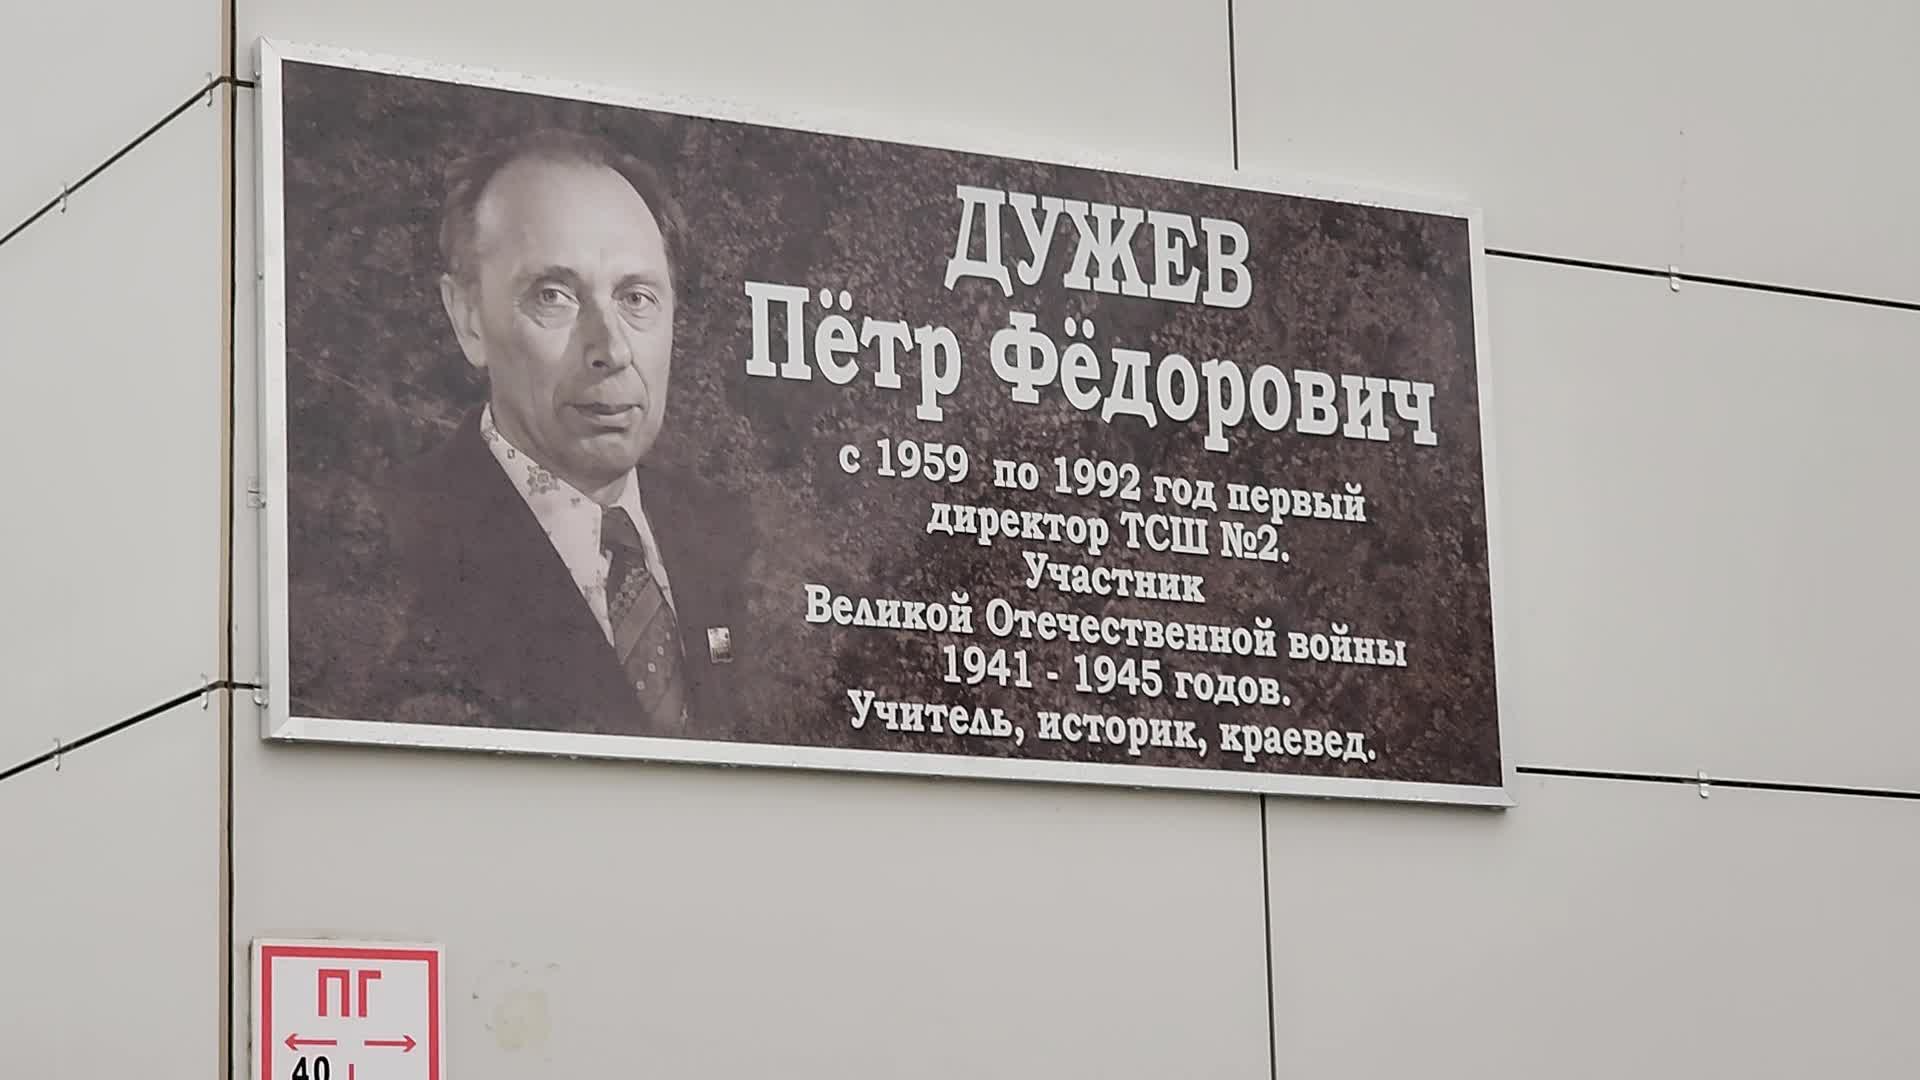 ДУЖЕВ
Пётр Фёдорович
с 1959 по 1992 год первый
директор ТСШ №2.
Участник
Великой Отечественной войны
1941 - 1945 годов.
Учитель, историк, краевед.
ПГ
40